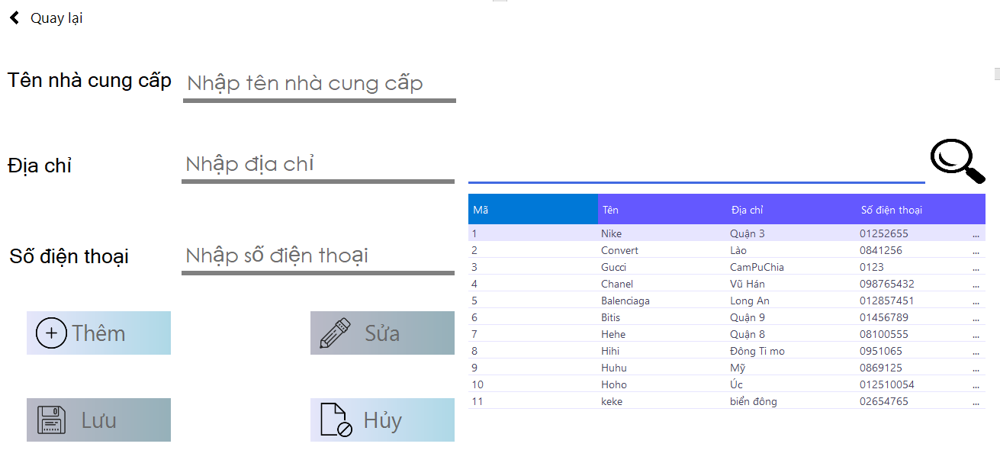 Quay lại
Tên nhà cung cấp Nhập tên nhà cung cấp
Địa chỉ Nhập địa chỉ
Số điện thoại Nhập số điện thoại
Thêm Sửa
Lưu Hủy
Mã Tên Địa chỉ Số điện thoại
1 Nike Quận 3 01252655 ...
2 Convert Lào 0841256 ...
3 Gucci CamPuChia 0123 ...
4 Chanel Vũ Hán 098765432 ...
5 Balenciaga Long An 012857451 ...
6 Bitis Quận 9 01456789 ...
7 Hehe Quận 8 08100555 ...
8 Hihi Đông Ti mo 0951065 ...
9 Huhu Mỹ 0869125 ...
10 Hoho Úc 012510054 ...
11 keke biển đông 02654765 ...